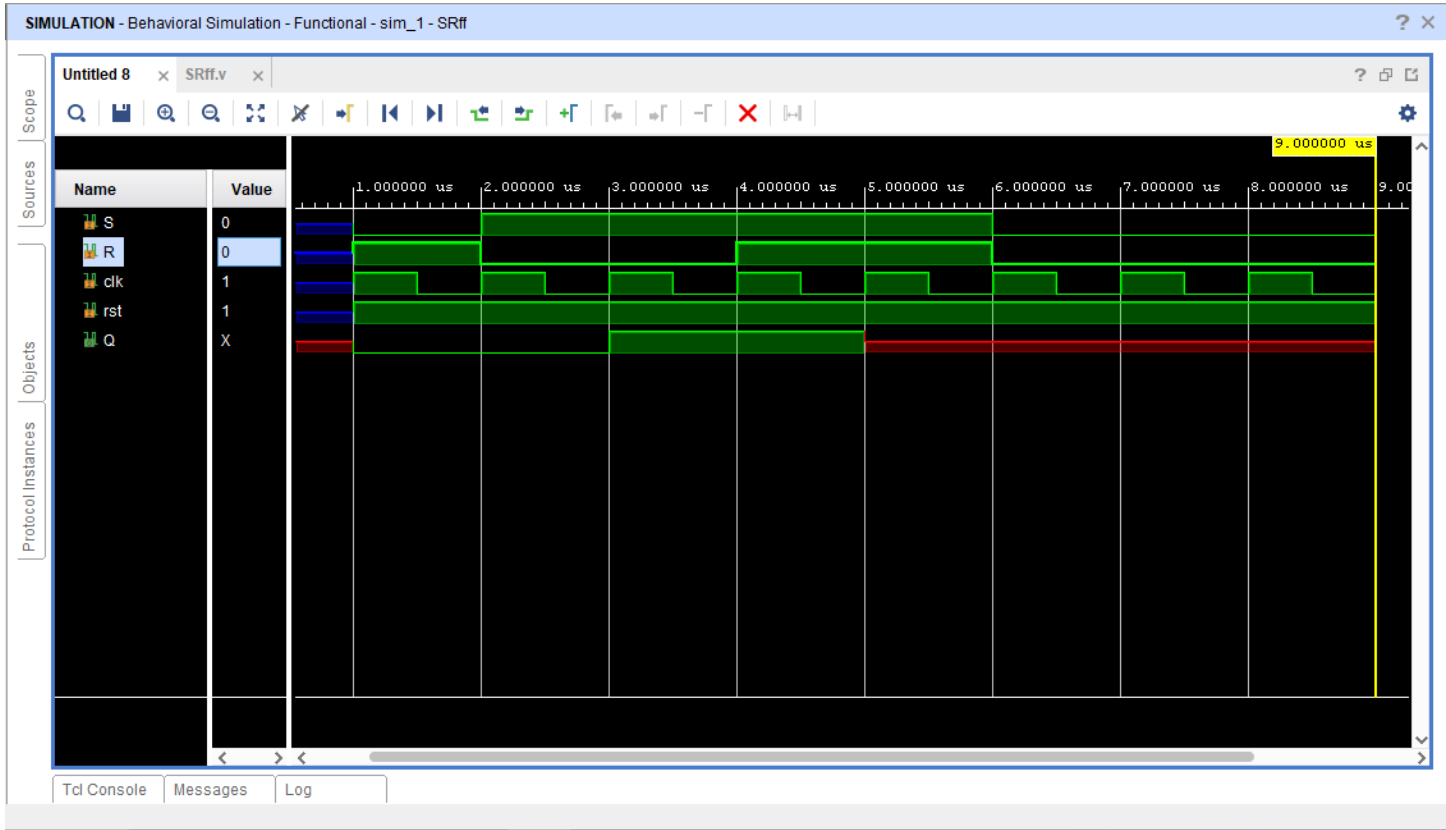 SIMULATION - Behavioral Simulation - Functional - sim_1 - SRff
Scope
Sources
Objects
Protocol Instances
Untitled 8
SRff.v
9.000000 us
Name
Value
1.000000 us
2.000000 us
3.000000 us
4.000000 us
5.000000 us
6.000000 us
7.000000 us
8.000000 us
9.00
S 0
R 0
clk 1
rst 1
Q X
Tcl Console
Messages
Log